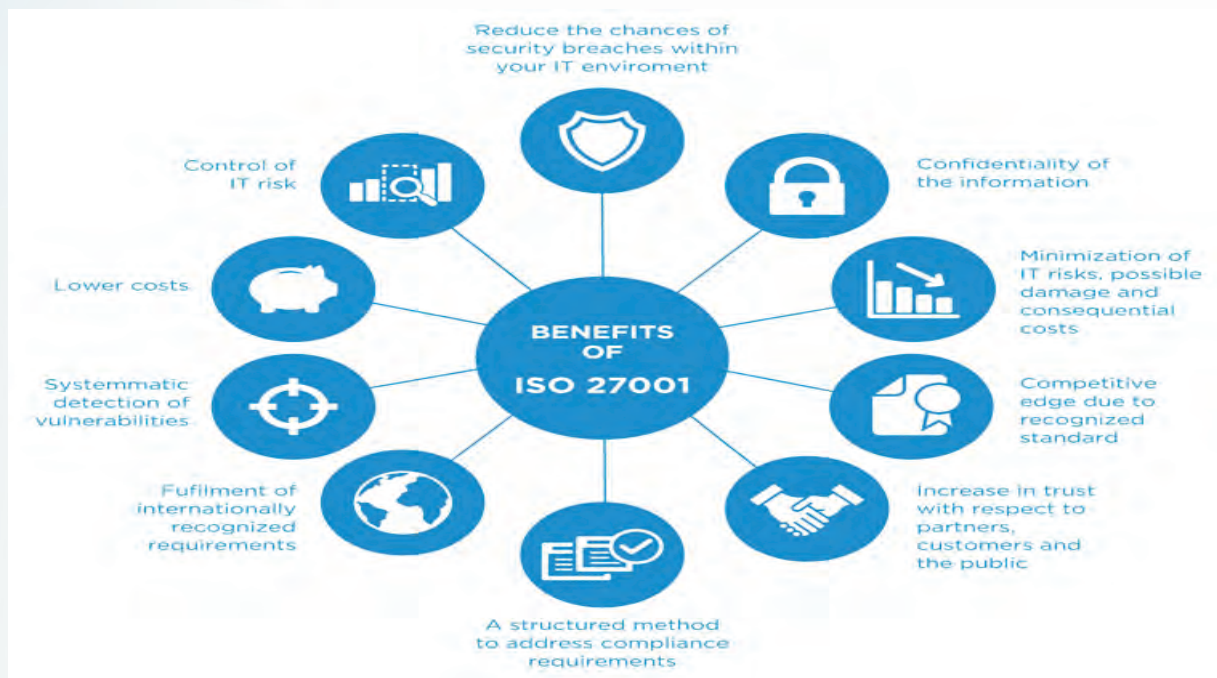 Reduce the chances of
security breaches within
your IT enviroment
Confidentiality of
the information
Minimization of
IT risks, possible
damage and
consequential
costs
Competitive
edge due to
recognized
standard
Increase in trust
with respect to
partners,
customers and
the public
A structured method
to address compliance
requirements
Fufilment of
internationally
recognized
requirements
Systemmatic
detection of
vulnerabilities
Lower costs
Control of
IT risk
BENEFITS
OF
ISO 27001